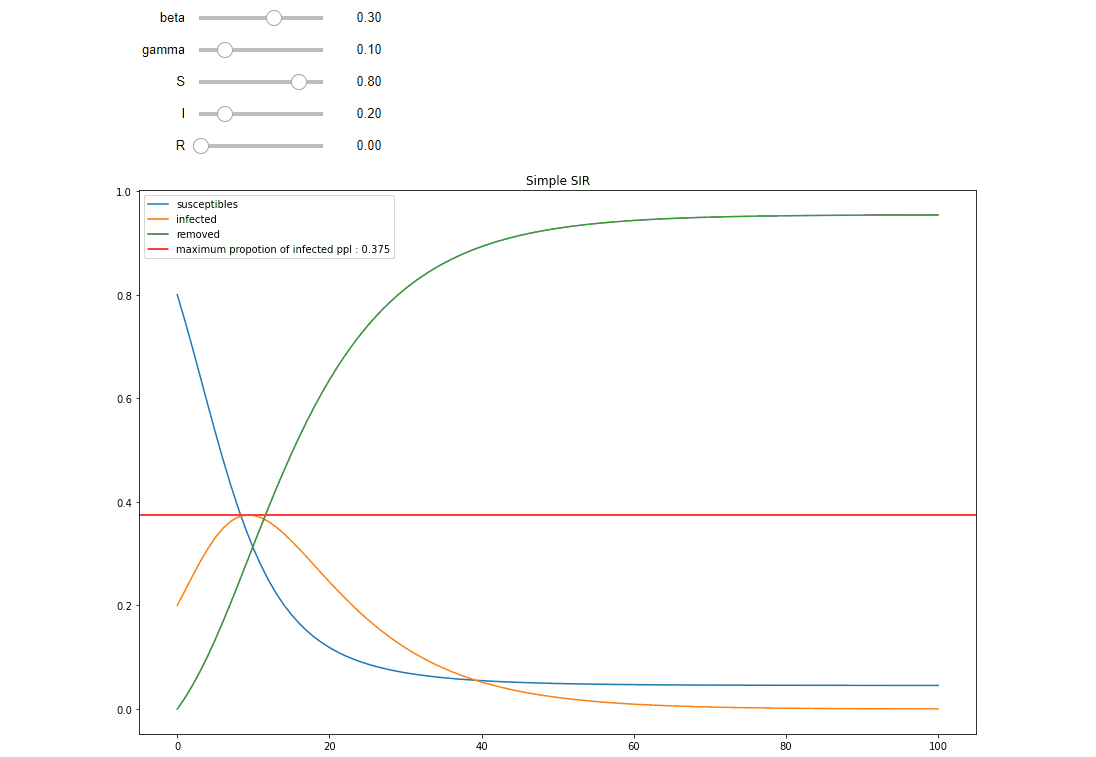 beta 0.30
gamma 0.10
S 0.80
I 0.20
R 0.00
Simple SIR
susceptibles
infected
removed
maximum propotion of infected ppl : 0.375
1.0
0.8
0.6
0.4
0.2
0.0
0 20 40 60 80 100